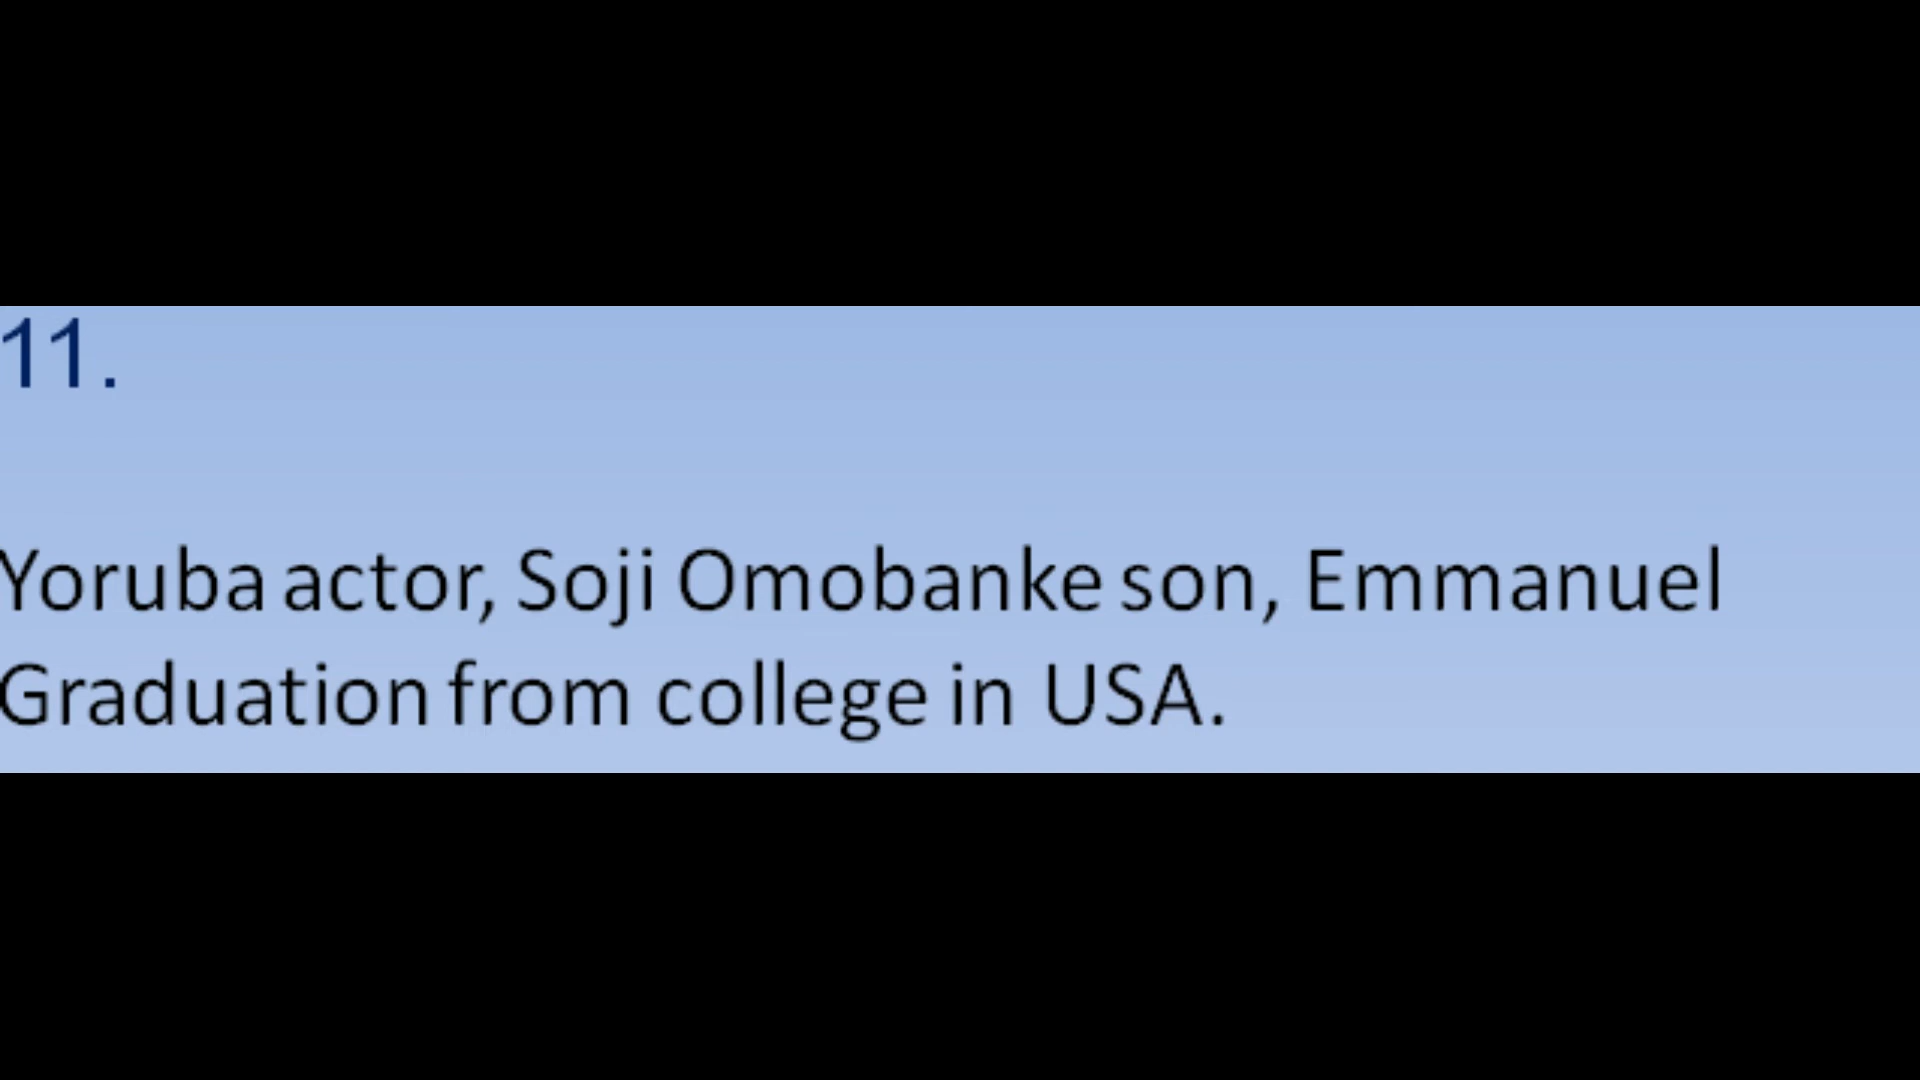 11.
Yoruba actor, Soji Omobanke son, Emmanuel
Graduation from college in USA.